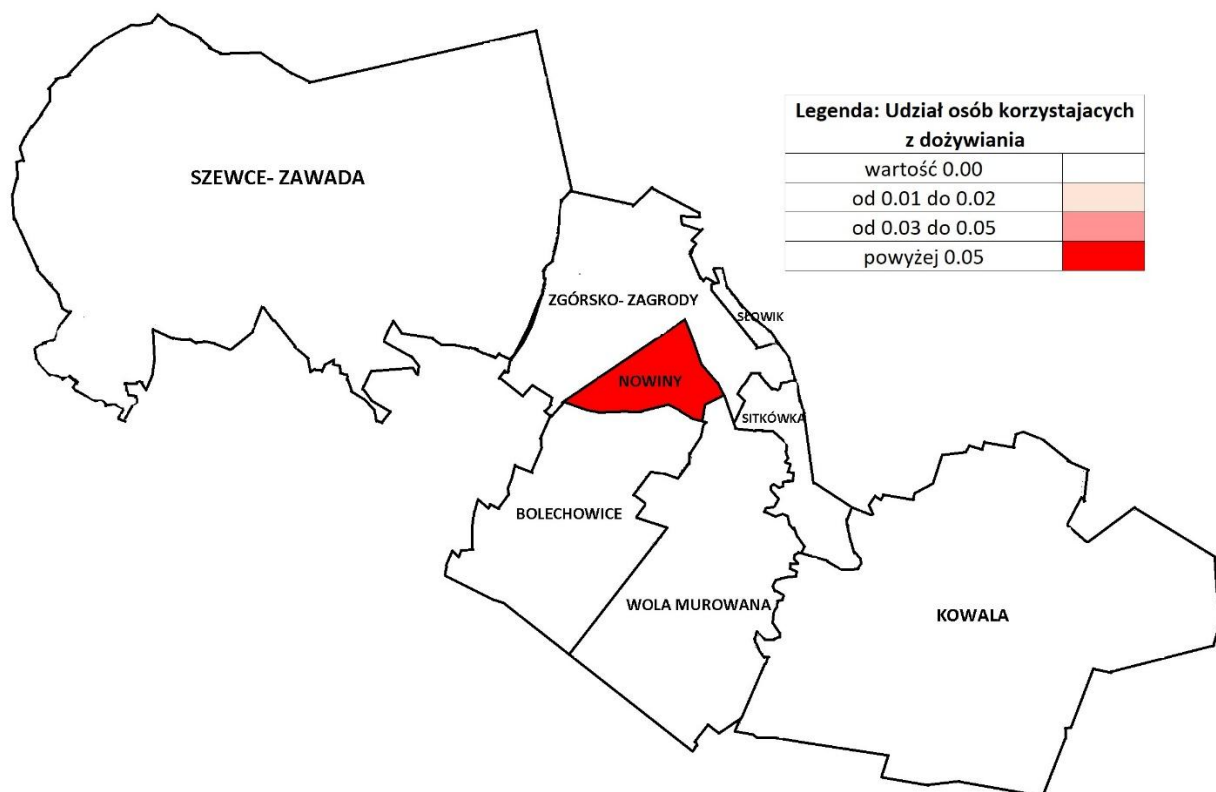 Legenda: Udział osób korzystajacych
z dożywiania
wartość 0.00
od 0.01 do 0.02
od 0.03 do 0.05
powyżej 0.05
SZEWCE- ZAWADA
ZGÓRSKO- ZAGRODY
SŁOWIK
NOWINY
SITKÓWKA
BOLECHOWICE
WOLA MUROWANA
KOWALA